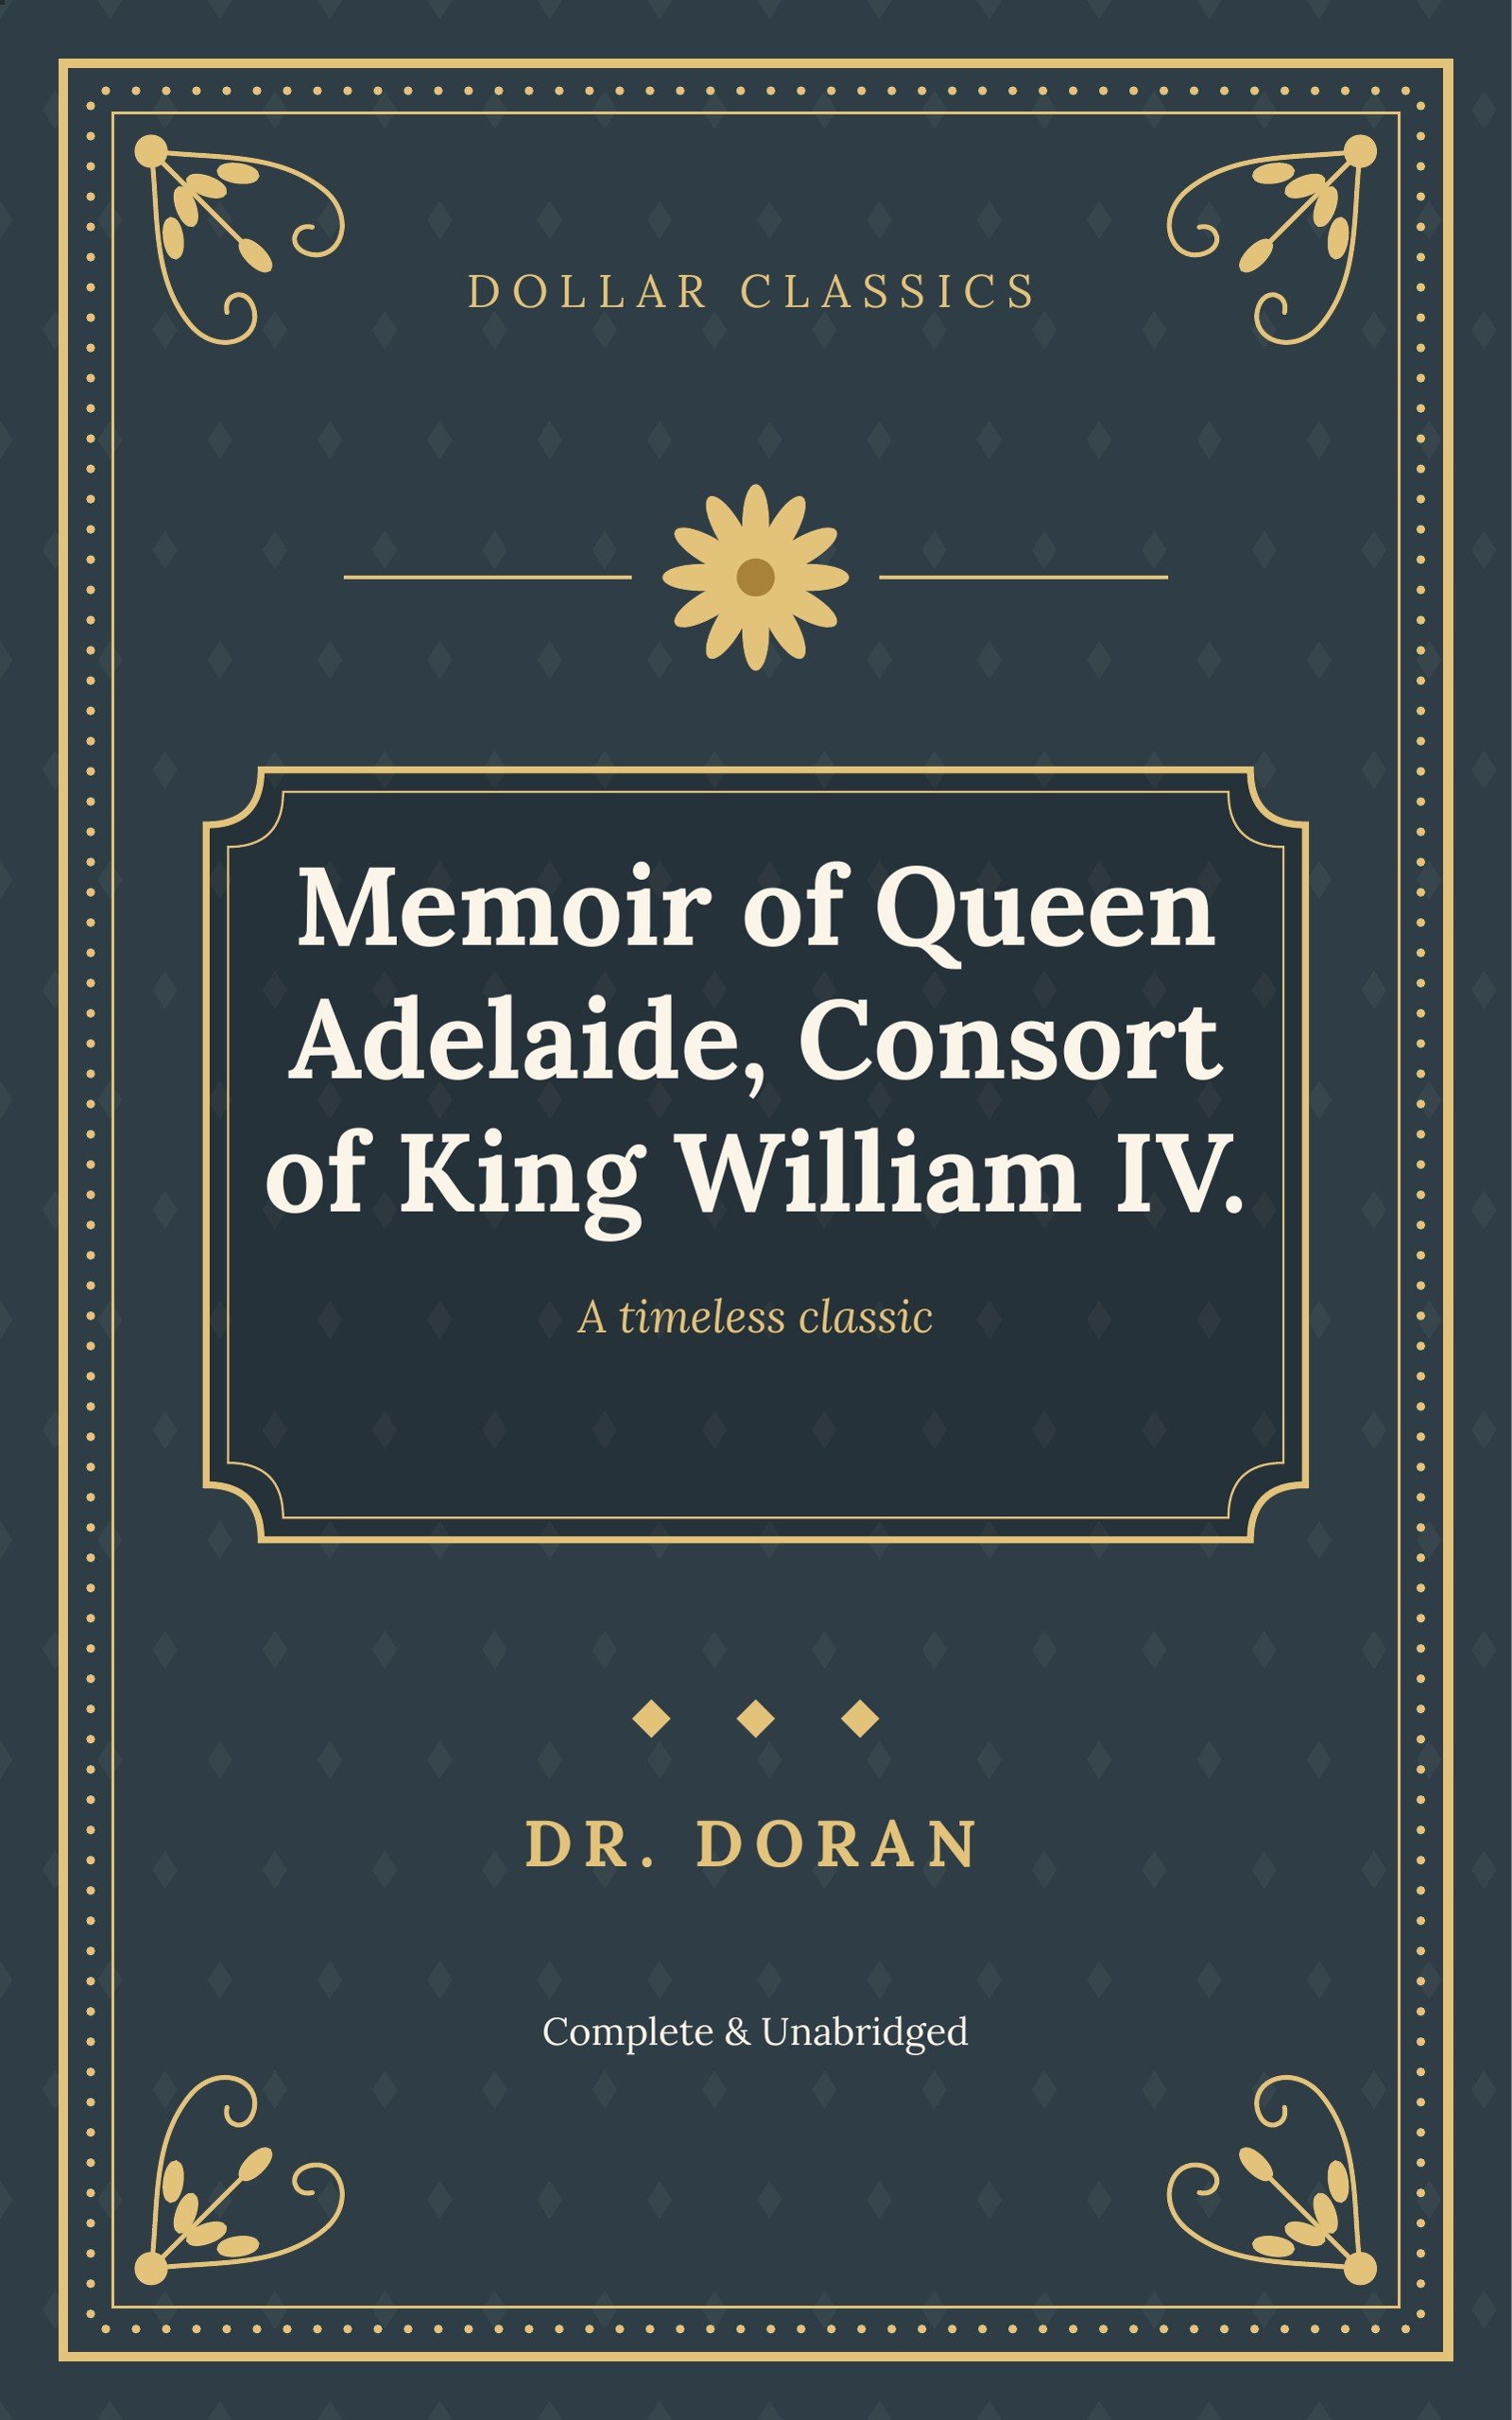 DOLLAR CLASSICS
Memoir of Queen
Adelaide, Consort
of King William IV.
A timeless classic
DR. DORAN
Complete & Unabridged